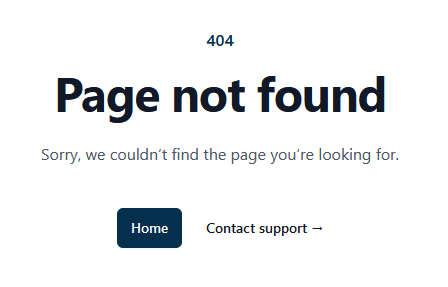 404
Page not found
Sorry, we couldn't find the page you're looking for.
Home
Contact support →